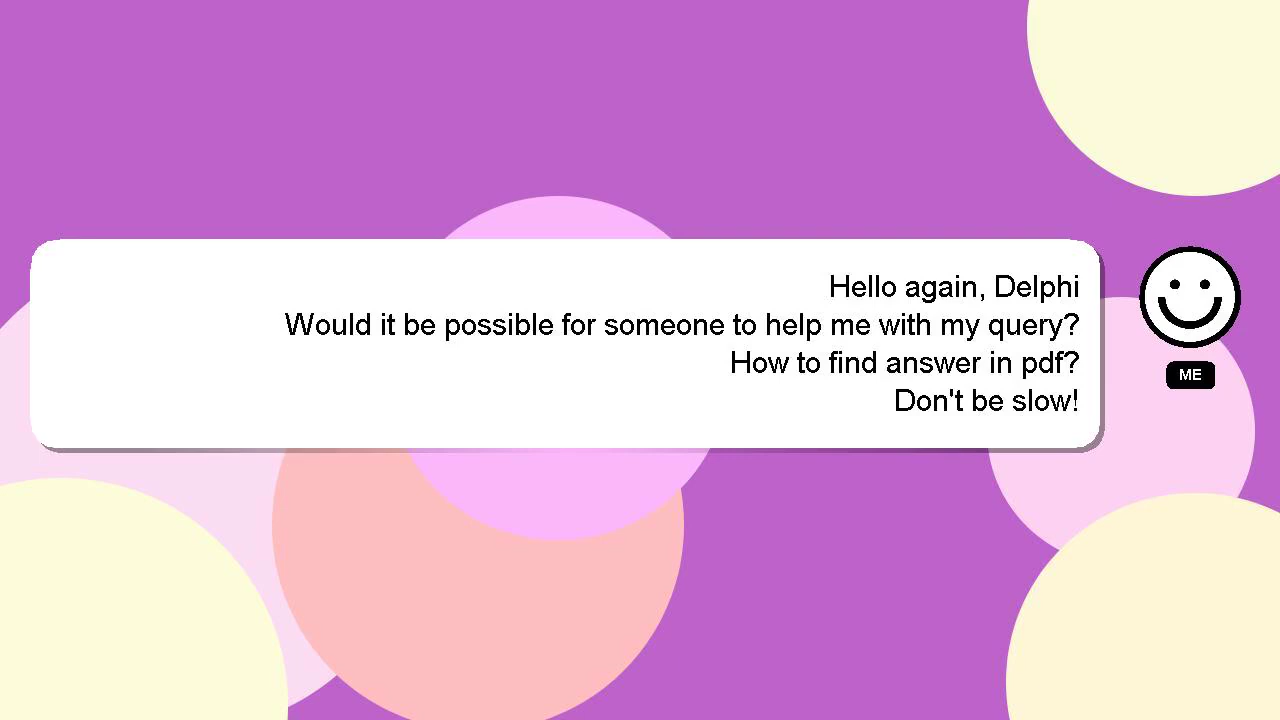 Hello again, Delphi
Would it be possible for someone to help me with my query?
How to find answer in pdf?
Don't be slow!
ME